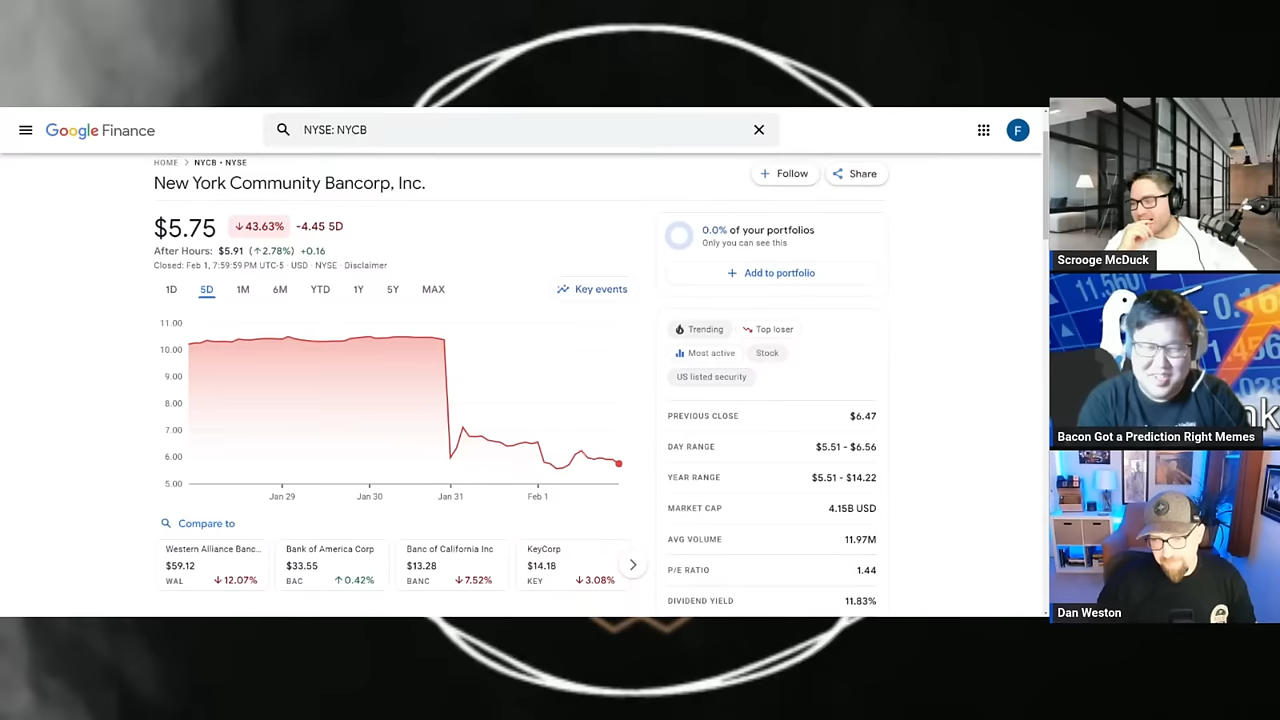 Google Finance
NYSE: NYCB
F
HOME > NYCB • NYSE
New York Community Bancorp, Inc.
Follow
Share
$5.75
↓43.63%
-4.45 5D
After Hours: $5.91 (↑2.78%) +0.16
Closed: Feb 1, 7:59:59 PM UTC-5 · USD · NYSE · Disclaimer
1D 5D 1M 6M YTD 1Y 5Y MAX
Key events
11.00
10.00
9.00
8.00
7.00
6.00
5.00
Jan 29 Jan 30 Jan 31 Feb 1
Compare to
Western Alliance Banc...
$59.12
WAL ↓12.07%
Bank of America Corp
$33.55
BAC ↑0.42%
Banc of California Inc
$13.28
BANC ↓7.52%
KeyCorp
$14.18
KEY ↓3.08%
0.0% of your portfolios
Only you can see this
+ Add to portfolio
Trending
Top loser
Most active
Stock
US listed security
PREVIOUS CLOSE $6.47
DAY RANGE $5.51 - $6.56
YEAR RANGE $5.51 - $14.22
MARKET CAP 4.15B USD
AVG VOLUME 11.97M
P/E RATIO 1.44
DIVIDEND YIELD 11.83%
Scrooge McDuck
11.560
Bacon Got a Prediction Right Memes
Dan Weston